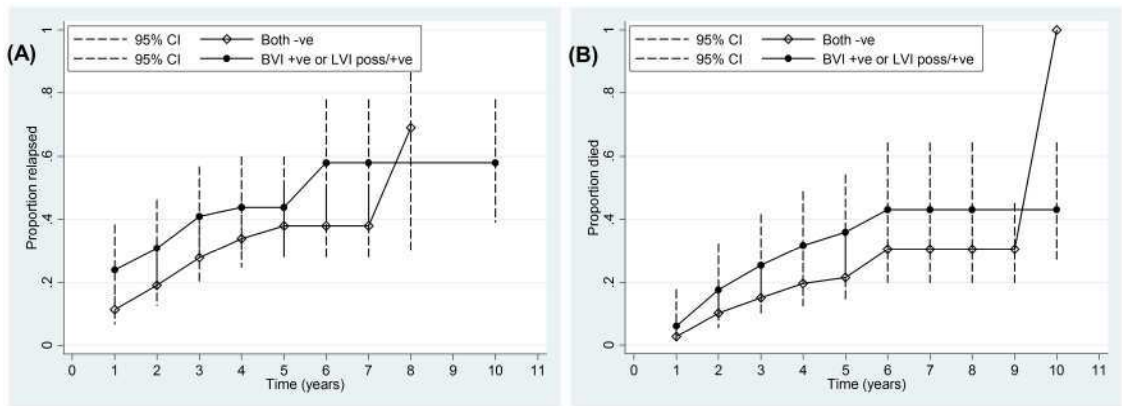 (A)
95% CI Both -ve
95% CI BVI +ve or LVI poss/+ve
Proportion relapsed
1
.8
.6
.4
.2
0
0 1 2 3 4 5 6 7 8 9 10 11
Time (years)
(B)
95% CI Both -ve
95% CI BVI +ve or LVI poss/+ve
Proportion died
1
.8
.6
.4
.2
0
0 1 2 3 4 5 6 7 8 9 10 11
Time (years)